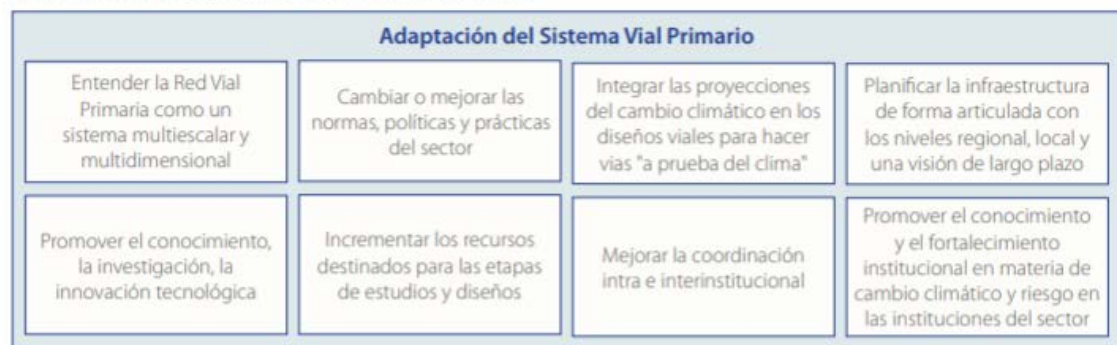 Adaptación del Sistema Vial Primario
Entender la Red Vial
Primaria como un
sistema multiescalar y
multidimensional
Cambiar o mejorar las
normas, políticas y prácticas
del sector
Integrar las proyecciones
del cambio climático en los
diseños viales para hacer
vias "a prueba del clima"
Planificar la infraestructura
de forma articulada con
los niveles regional, local y
una visión de largo plazo
Promover el conocimiento,
la investigación, la
innovación tecnológica
Incrementar los recursos
destinados para las etapas
de estudios y diseños
Mejorar la coordinación
intra e interinstitucional
Promover el conocimiento
y el fortalecimiento
institucional en materia de
cambio climático y riesgo en
las instituciones del sector